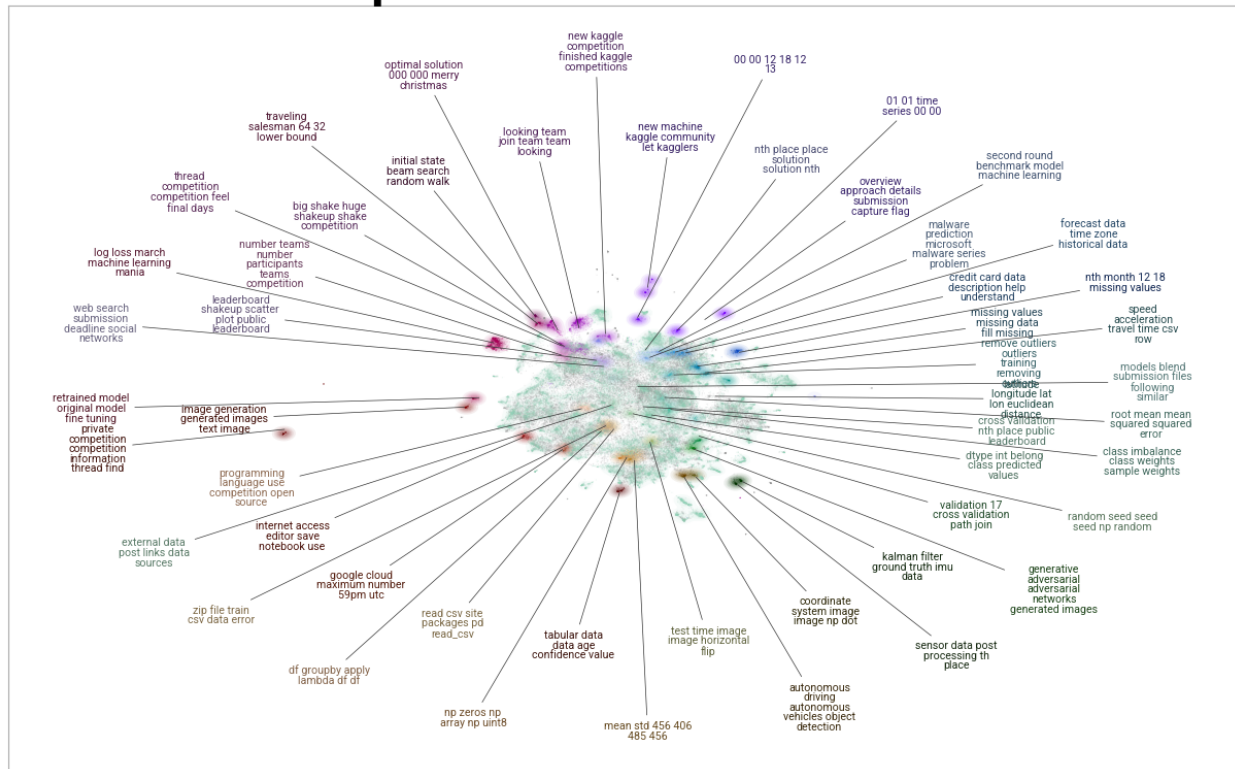 new kaggle
competition
finished kaggle
competitions
optimal solution
000 000 merry
christmas
00 00 12 18 12
13
traveling
salesman 64 32
lower bound
looking team
join team team
looking
new machine
kaggle community
let kagglers
01 01 time
series 00 00
initial state
beam search
random walk
nth place place
solution
solution nth
second round
benchmark model
machine learning
thread
competition
competition feel
final days
big shake huge
shakeup shake
competition
overview
approach details
submission
capture flag
log loss march
machine learning
mania
number teams
number
participants
teams
competition
malware
prediction
microsoft
malware series
problem
forecast data
time zone
historical data
web search
submission
deadline social
networks
leaderboard
shakeup scatter
plot public
leaderboard
credit card data
description help
understand
nth month 12 18
missing values
missing values
missing data
fill missing
speed
acceleration
travel time csv
row
remove outliers
outliers
training
removing
longitude lat
lon euclidean
distance
models blend
submission files
following
similar
retrained model
original model
fine tuning
private
competition
competition
information
thread find
image generation
generated images
text image
cross validation
nth place public
leaderboard
root mean mean
squared squared
error
dtype int belong
class predicted
values
class imbalance
class weights
sample weights
programming
language use
competition open
source
validation 17
cross validation
path join
random seed seed
seed np random
external data
post links data
sources
internet access
editor save
notebook use
kalman filter
ground truth imu
data
google cloud
maximum number
59pm utc
generative
adversarial
adversarial
networks
generated images
zip file train
csv data error
read csv site
packages pd
read_csv
coordinate
system image
image np dot
tabular data
data age
confidence value
test time image
image horizontal
flip
sensor data post
processing th
place
df groupby apply
lambda df df
autonomous
driving
autonomous
vehicles object
detection
np zeros np
array np uint8
mean std 456 406
485 456